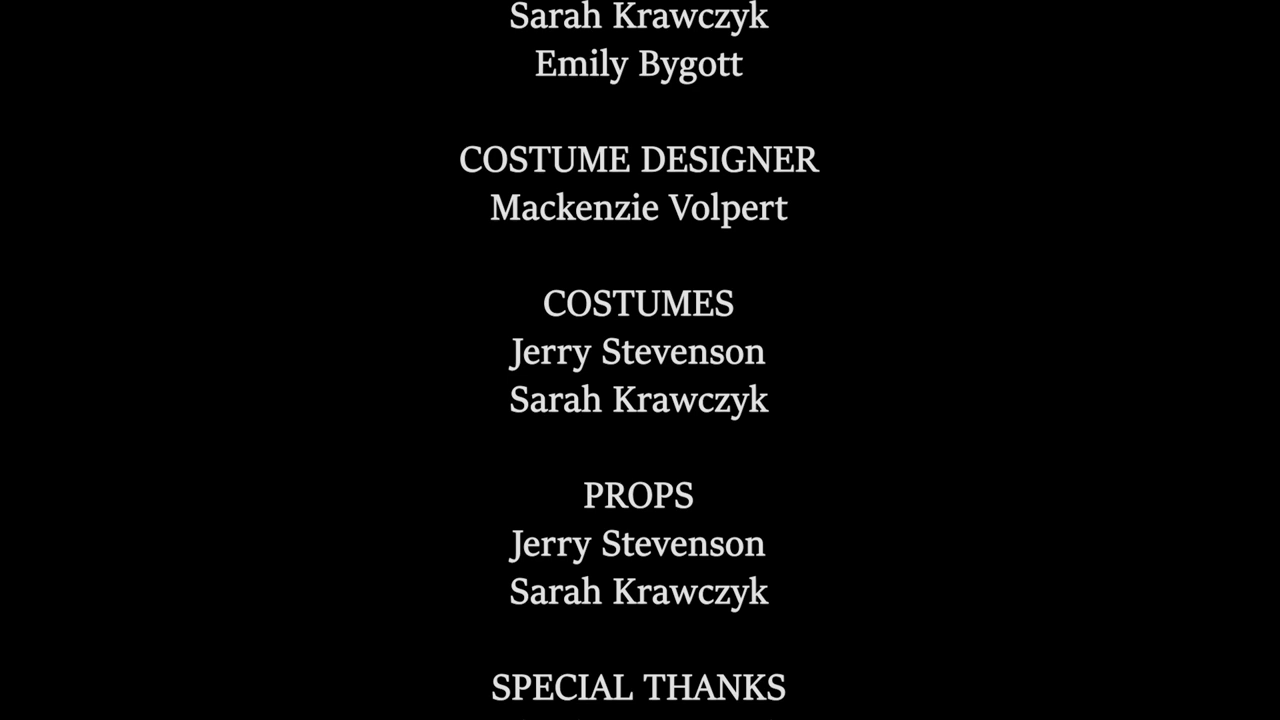 Sarah Krawczyk
Emily Bygott
COSTUME DESIGNER
Mackenzie Volpert
COSTUMES
Jerry Stevenson
Sarah Krawczyk
PROPS
Jerry Stevenson
Sarah Krawczyk
SPECIAL THANKS